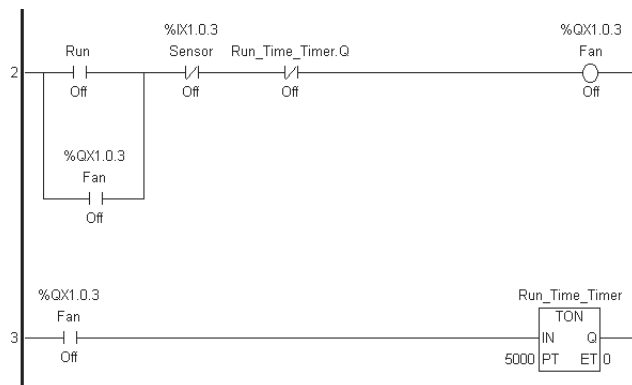 %IX1.0.3 %QX1.0.3
Run Sensor Run_Time_Timer.Q Fan
2
Off Off Off Off
%QX1.0.3
Fan
Off
%QX1.0.3 Run_Time_Timer
Fan TON
3 IN Q
Off 5000 PT ET 0